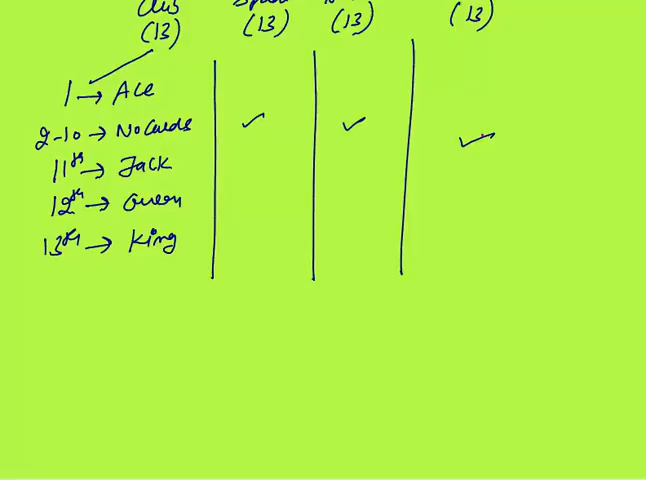 (13) (13) (13) (13)
1 → Ace
2-10 → No Cards
11th → Jack
12th → Queen
13th → King